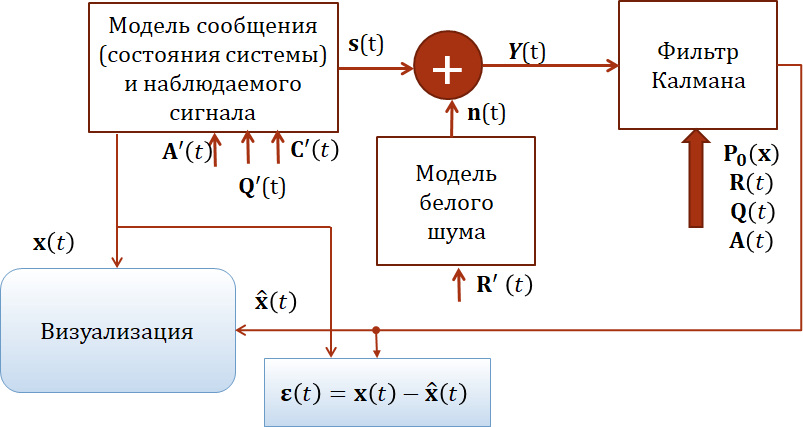 Модель сообщения
(состояния системы)
и наблюдаемого
сигнала
s(t)
+
Y(t)
Фильтр
Калмана
n(t)
A′(t)
C′(t)
Q′(t)
Модель
белого
шума
P₀(x)
R(t)
Q(t)
A(t)
x(t)
R′ (t)
x̂(t)
Визуализация
ε(t) = x(t) − x̂(t)